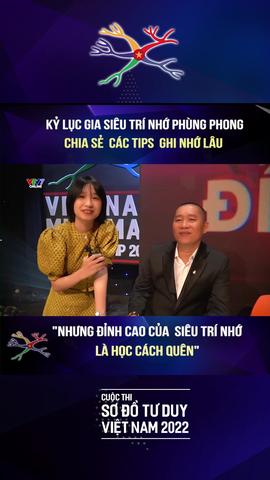 KỶ LỤC GIA SIÊU TRÍ NHỚ PHÙNG PHONG
CHIA SẺ CÁC TIPS GHI NHỚ LÂU
"NHƯNG ĐỈNH CAO CỦA SIÊU TRÍ NHỚ
LÀ HỌC CÁCH QUÊN"
CUỘC THI
SƠ ĐỒ TƯ DUY
VIỆT NAM 2022